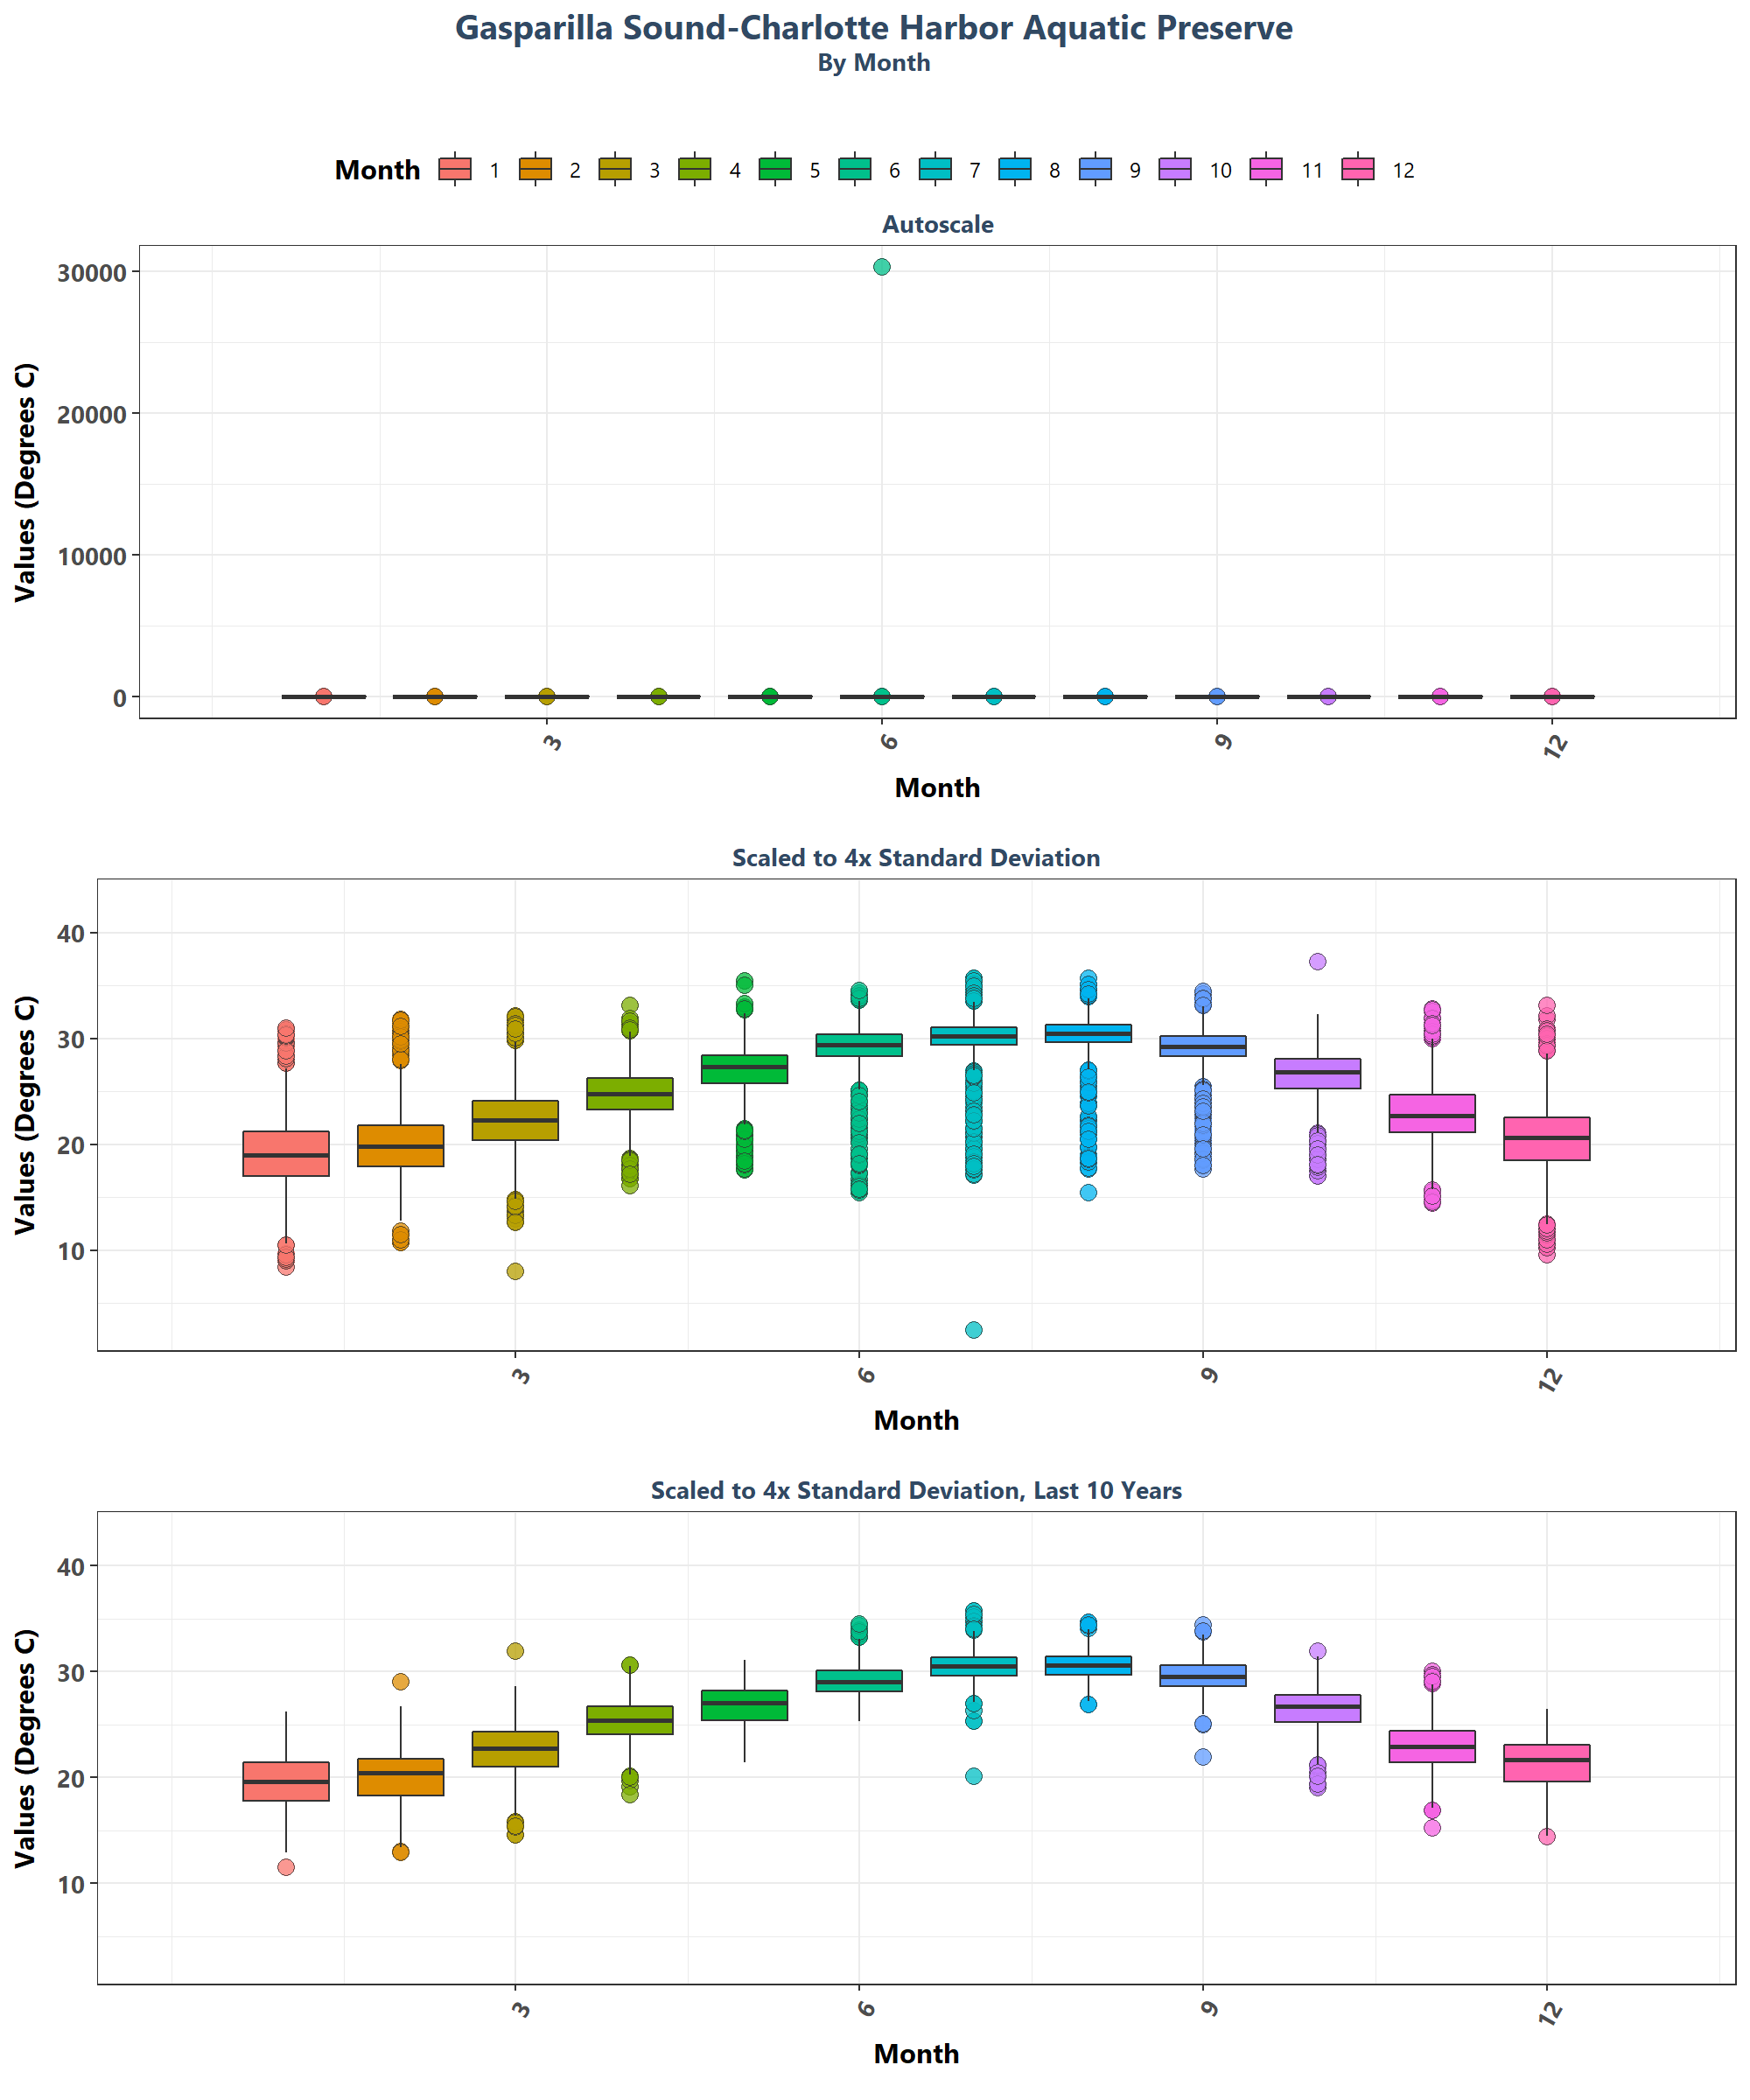 Gasparilla Sound-Charlotte Harbor Aquatic Preserve
By Month
Month 1 2 3 4 5 6 7 8 9 10 11 12
Autoscale
Values (Degrees C)
30000
20000
10000
0
3 6 9 12
Month
Scaled to 4x Standard Deviation
Values (Degrees C)
40
30
20
10
3 6 9 12
Month
Scaled to 4x Standard Deviation, Last 10 Years
Values (Degrees C)
40
30
20
10
3 6 9 12
Month